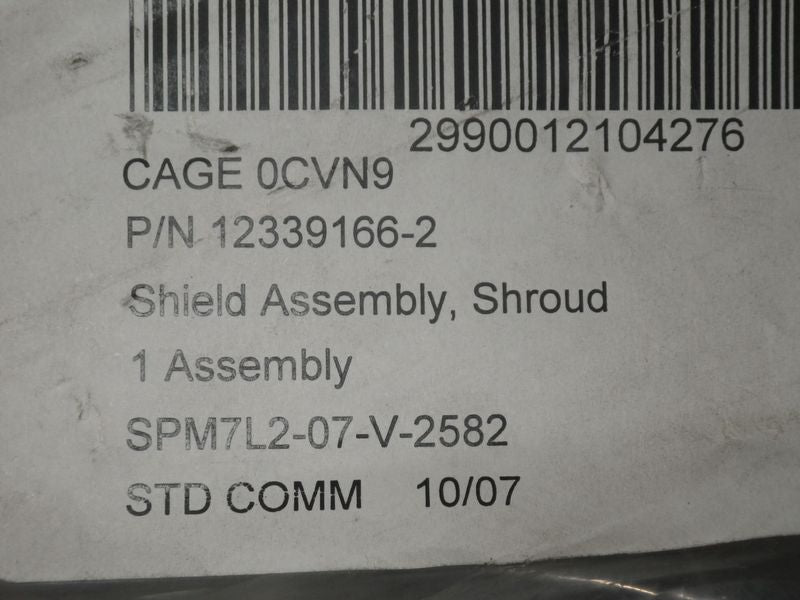 2990012104276
CAGE 0CVN9
P/N 12339166-2
Shield Assembly, Shroud
1 Assembly
SPM7L2-07-V-2582
STD COMM 10/07